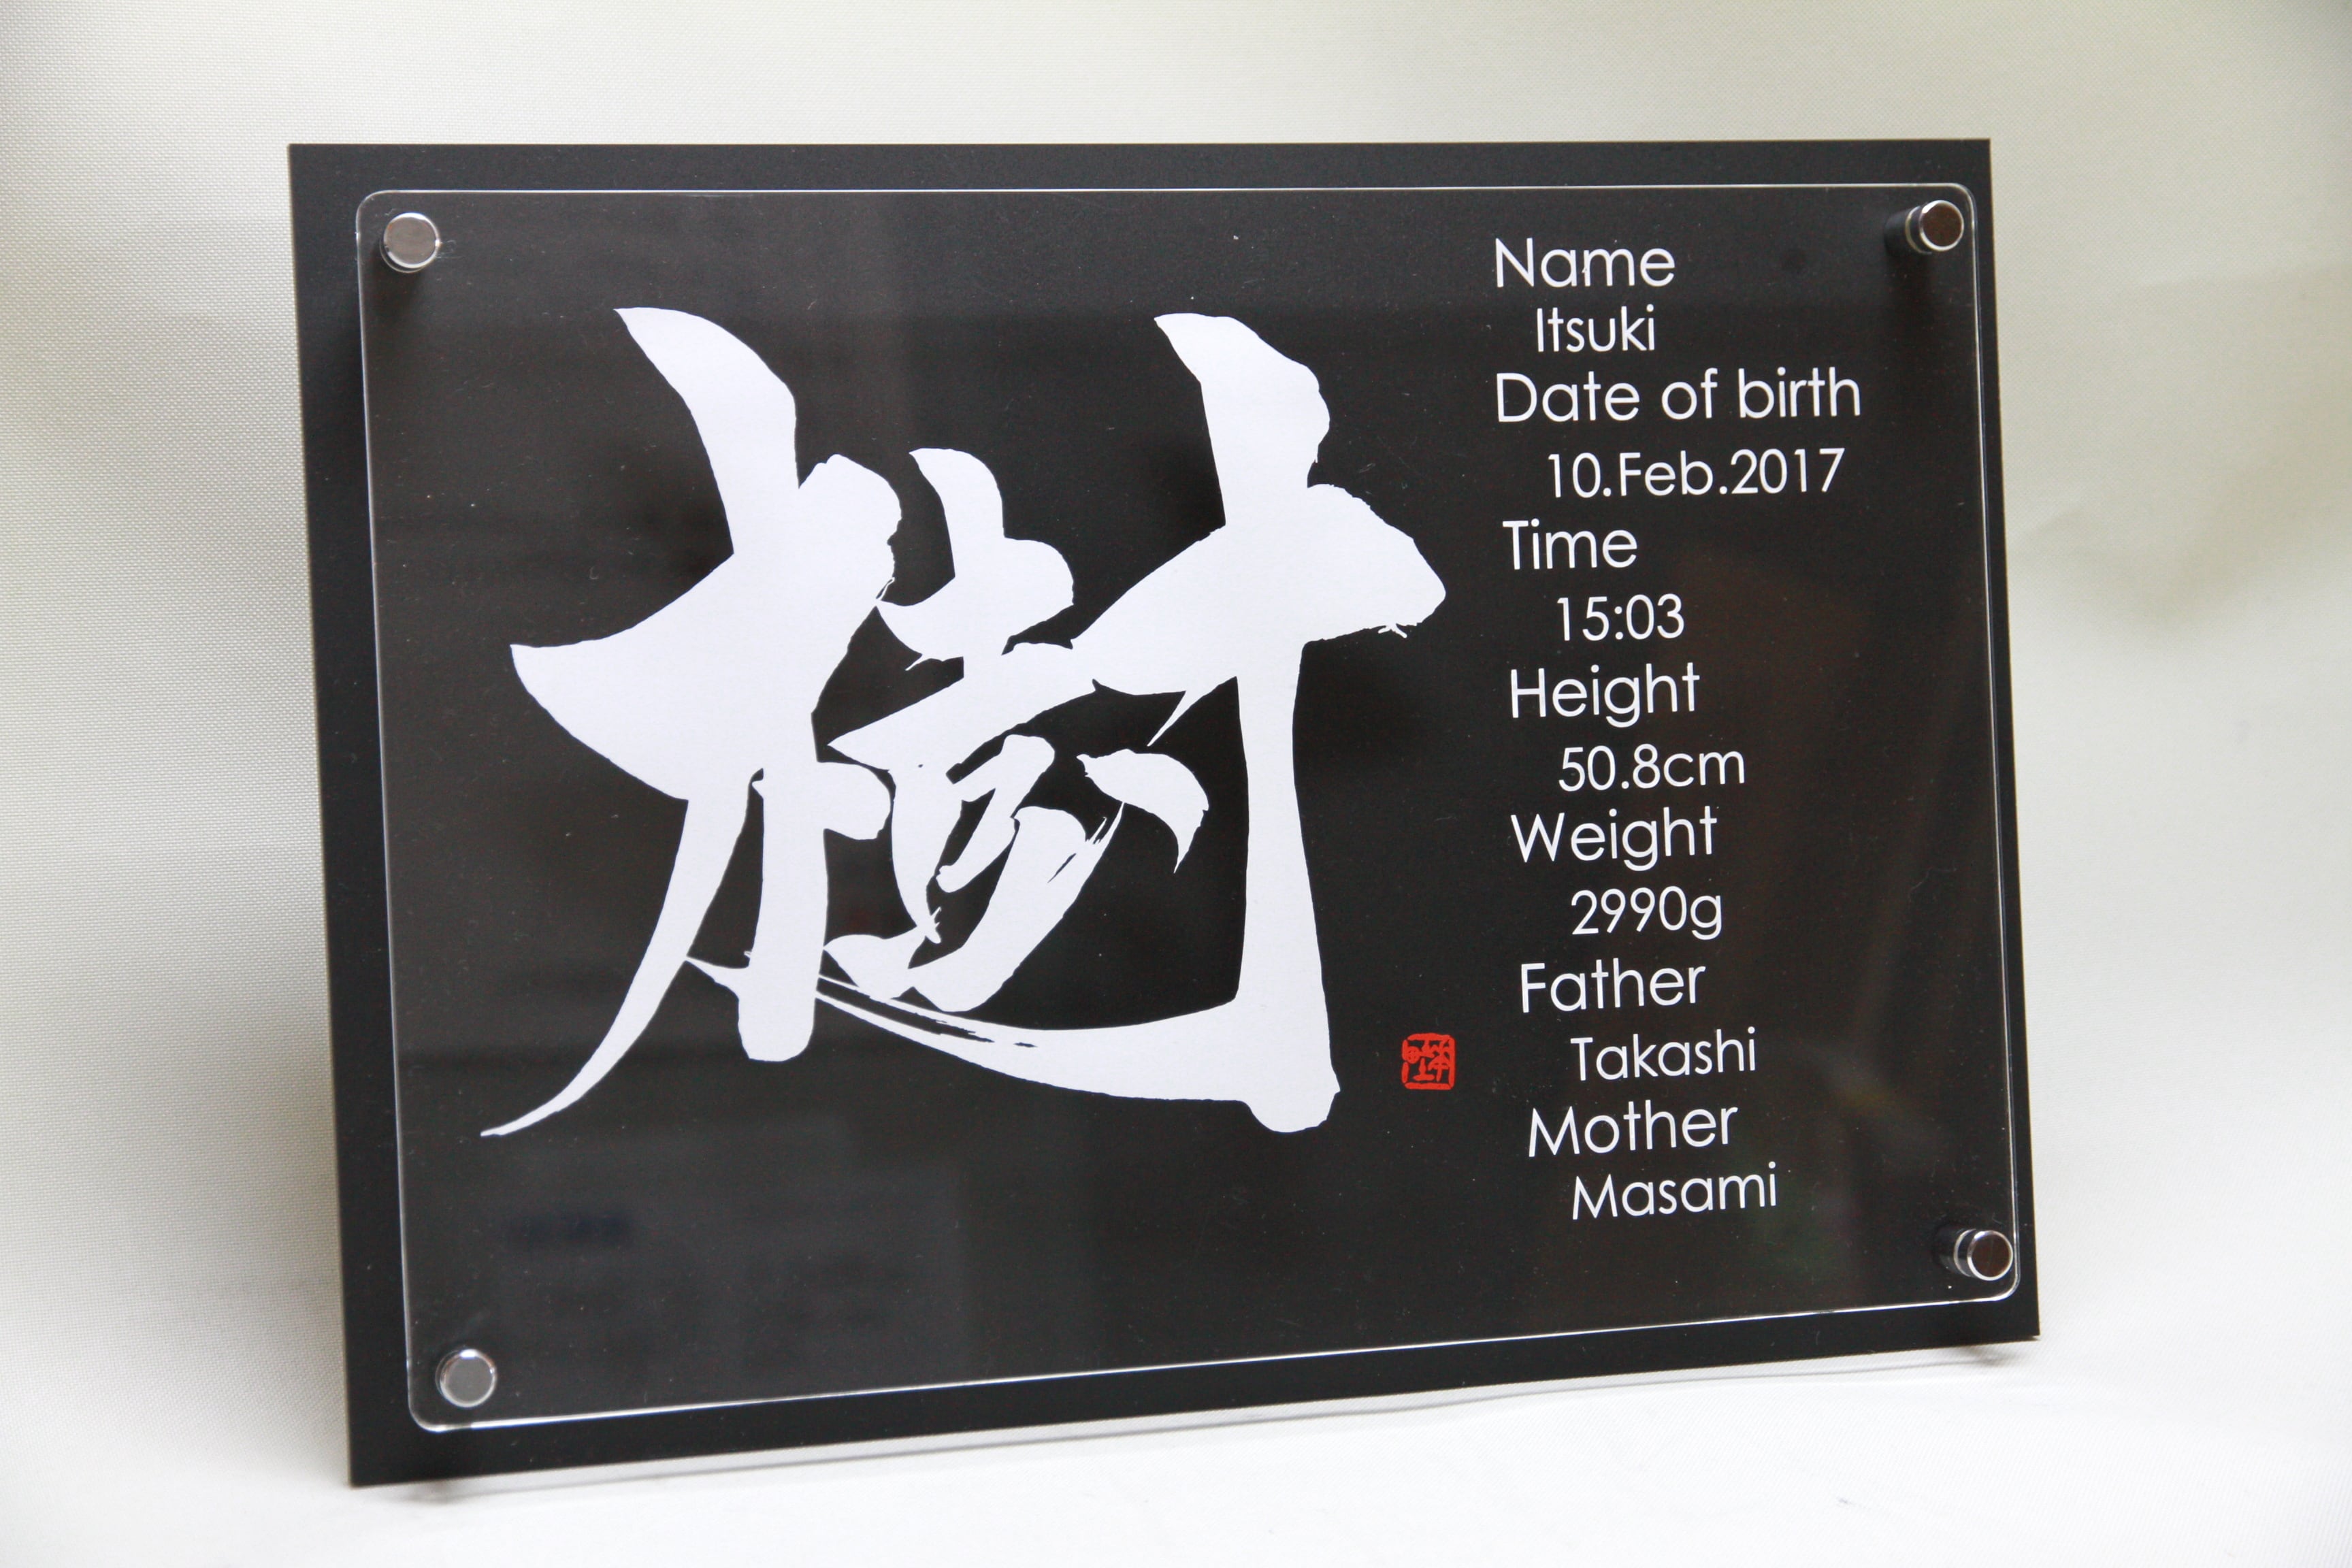 樹
Name
Itsuki
Date of birth
10.Feb.2017
Time
15:03
Height
50.8cm
Weight
2990g
Father
Takashi
Mother
Masami